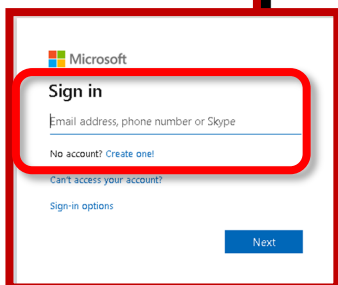 Microsoft
Sign in
Email address, phone number or Skype
No account? Create one!
Can't access your account?
Sign-in options
Next